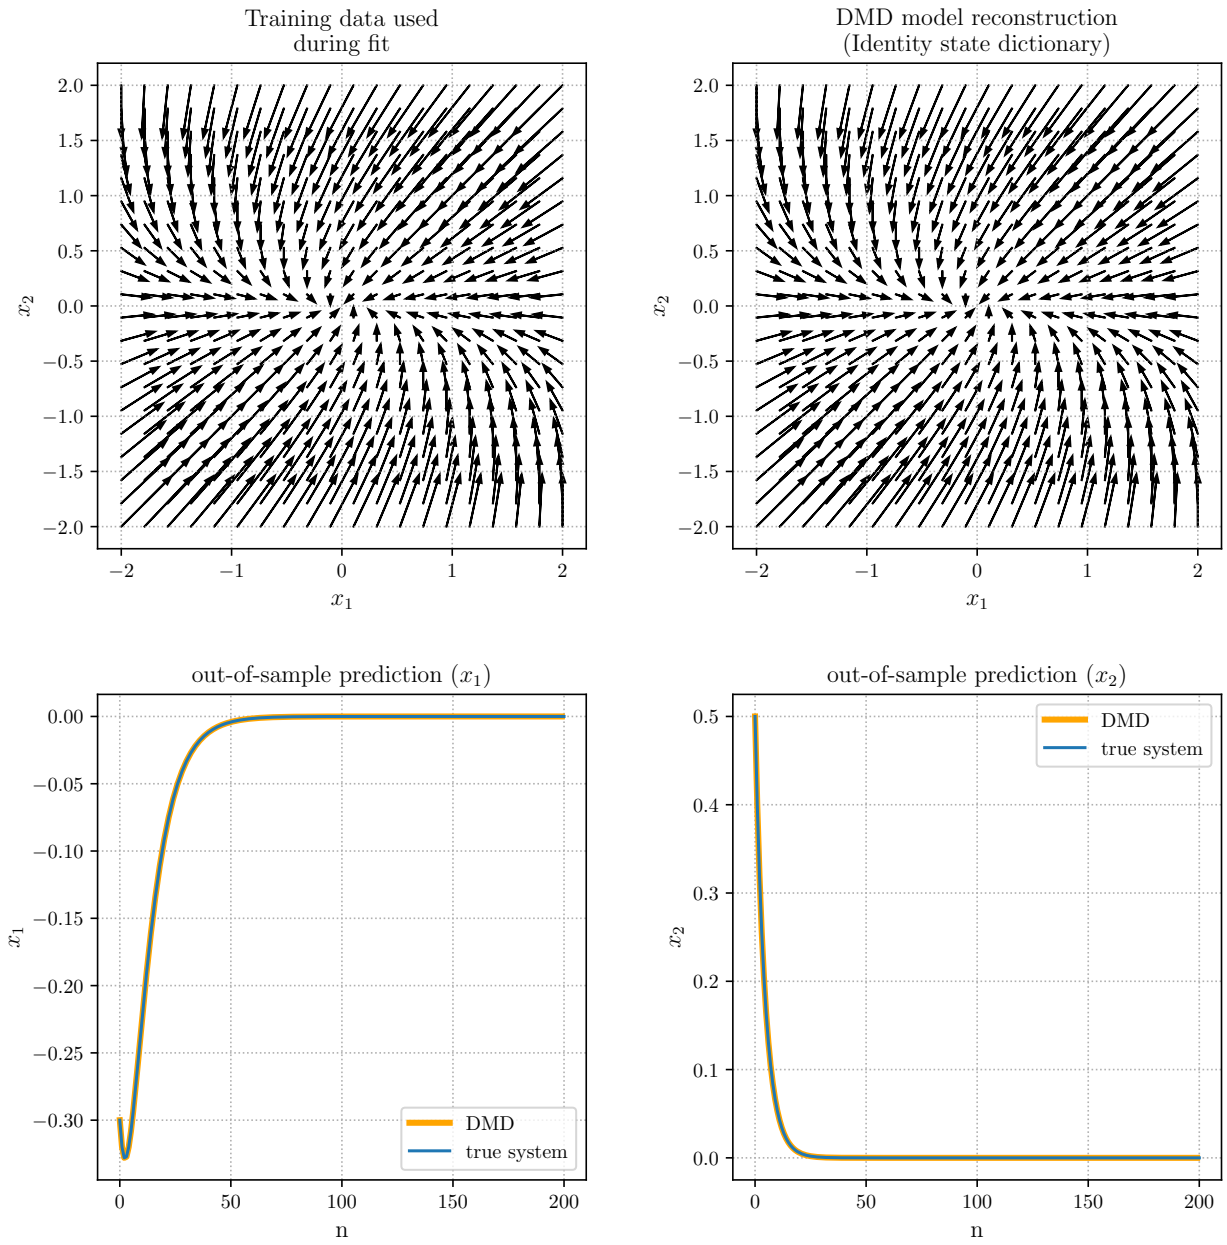 Training data used
during fit
2.0
1.5
1.0
0.5
0.0
−0.5
−1.0
−1.5
−2.0
x₂
−2
−1
0
1
2
x₁
DMD model reconstruction
(Identity state dictionary)
2.0
1.5
1.0
0.5
0.0
−0.5
−1.0
−1.5
−2.0
x₂
−2
−1
0
1
2
x₁
out-of-sample prediction (x₁)
0.00
−0.05
−0.10
−0.15
−0.20
−0.25
−0.30
x₁
DMD
true system
0
50
100
150
200
n
out-of-sample prediction (x₂)
0.5
0.4
0.3
0.2
0.1
0.0
x₂
DMD
true system
0
50
100
150
200
n